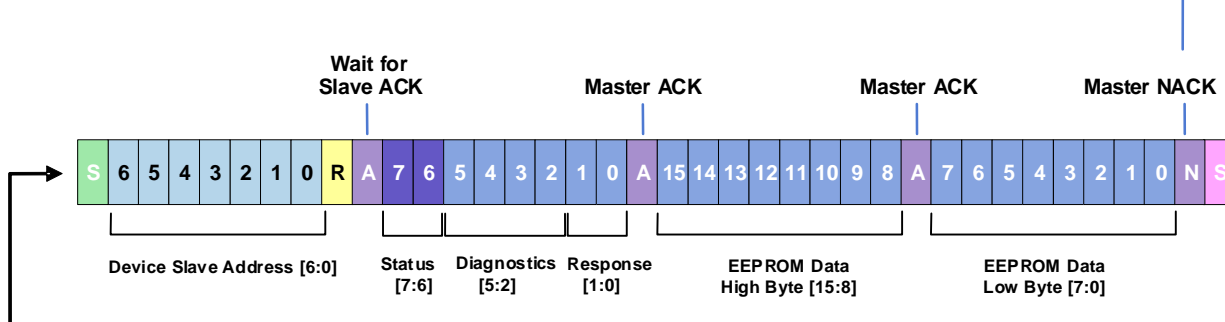 Wait for
Slave ACK
Master ACK
Master ACK
Master NACK
S 6 5 4 3 2 1 0 R A 7 6 5 4 3 2 1 0 A 15 14 13 12 11 10 9 8 A 7 6 5 4 3 2 1 0 N S
Device Slave Address [6:0]
Status
[7:6]
Diagnostics
[5:2]
Response
[1:0]
EEPROM Data
High Byte [15:8]
EEPROM Data
Low Byte [7:0]